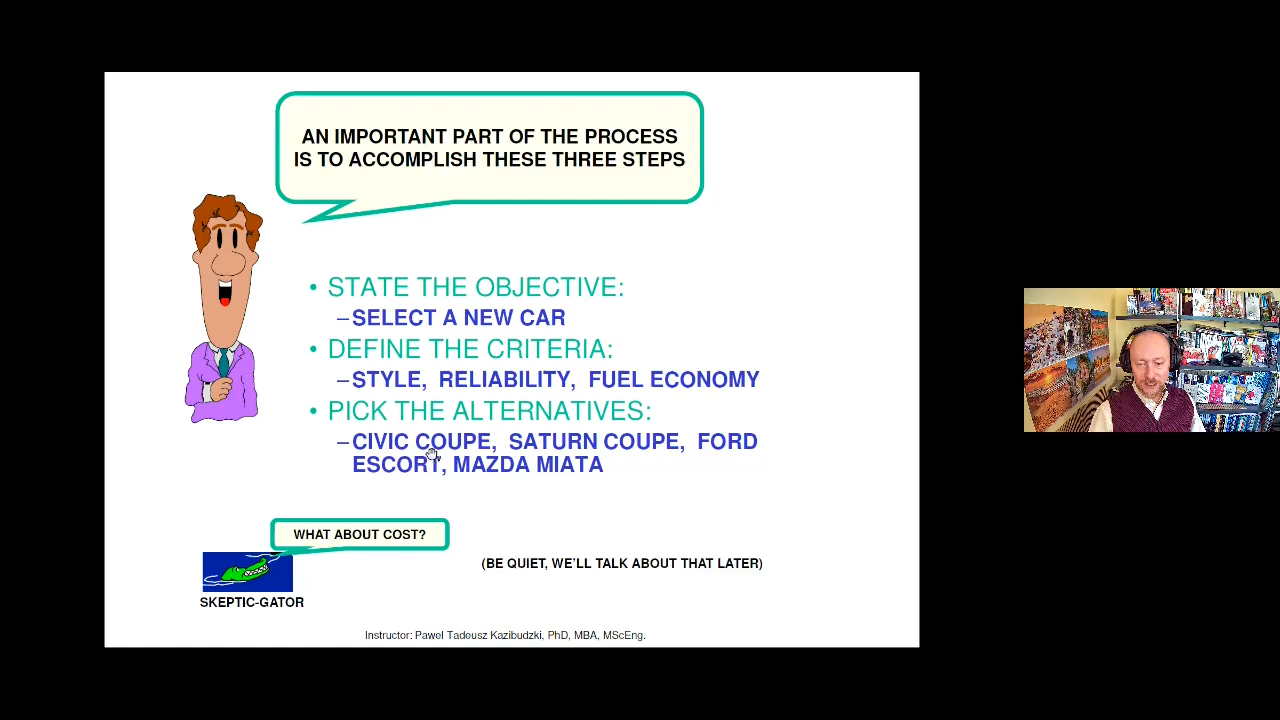 AN IMPORTANT PART OF THE PROCESS
IS TO ACCOMPLISH THESE THREE STEPS
• STATE THE OBJECTIVE:
–SELECT A NEW CAR
• DEFINE THE CRITERIA:
–STYLE, RELIABILITY, FUEL ECONOMY
• PICK THE ALTERNATIVES:
–CIVIC COUPE, SATURN COUPE, FORD
ESCORT, MAZDA MIATA
WHAT ABOUT COST?
(BE QUIET, WE'LL TALK ABOUT THAT LATER)
SKEPTIC-GATOR
Instructor: Pawel Tadeusz Kazibudzki, PhD, MBA, MScEng.